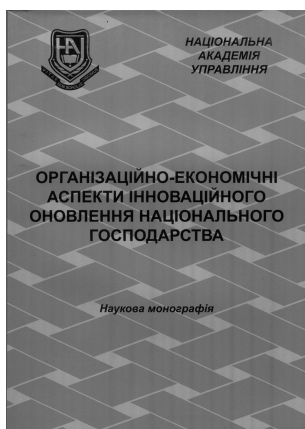 НАЦІОНАЛЬНА
АКАДЕМІЯ
УПРАВЛІННЯ
ОРГАНІЗАЦІЙНО-ЕКОНОМІЧНІ
АСПЕКТИ ІННОВАЦІЙНОГО
ОНОВЛЕННЯ НАЦІОНАЛЬНОГО
ГОСПОДАРСТВА
Наукова монографія